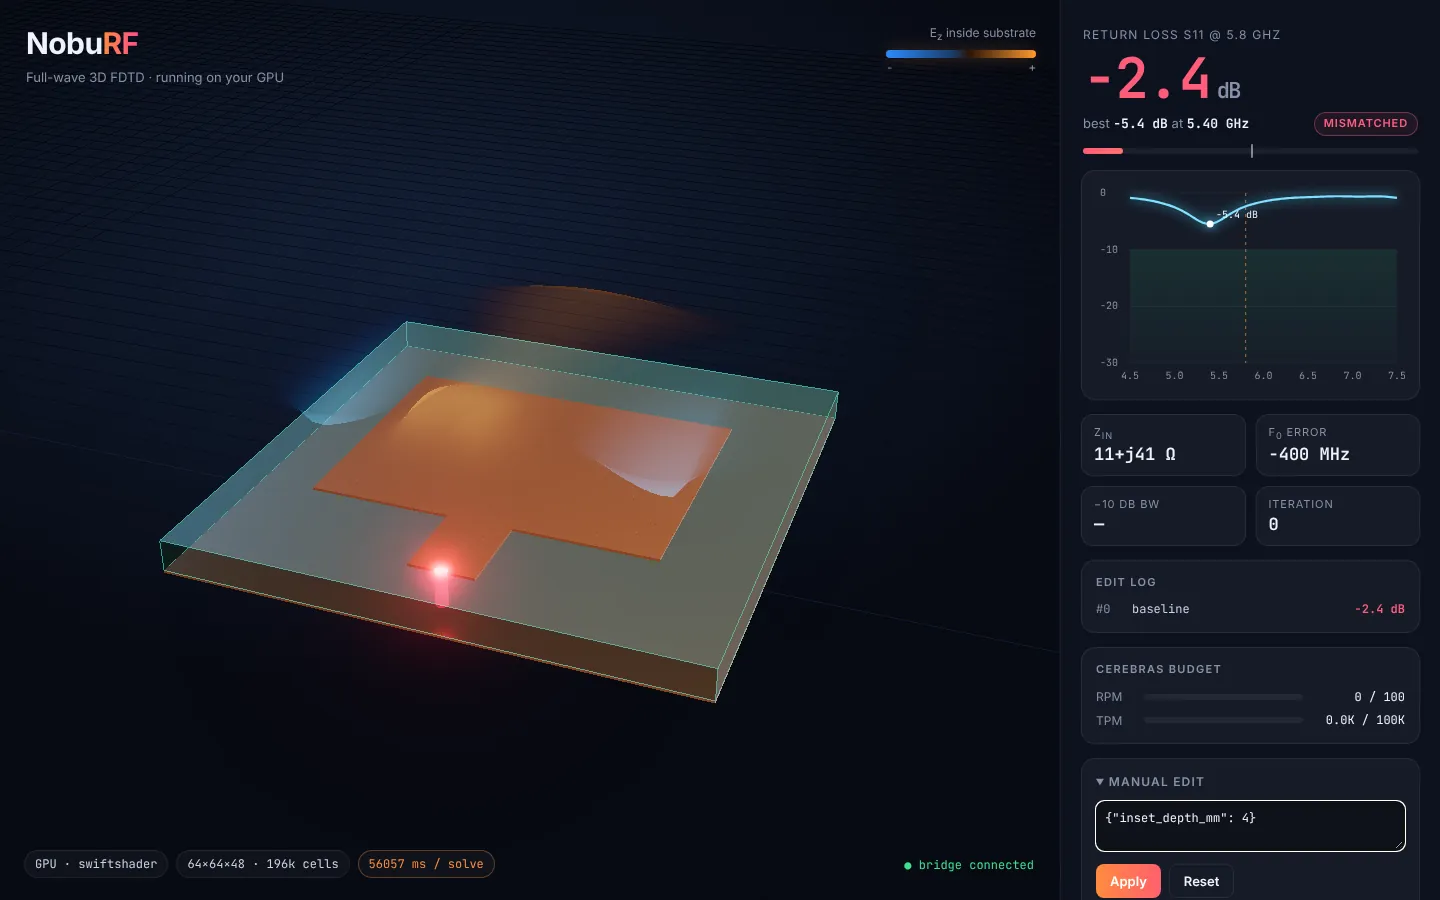 NobuRF
Full-wave 3D FDTD · running on your GPU
Ez inside substrate
- +
RETURN LOSS S11 @ 5.8 GHZ
-2.4 dB
best -5.4 dB at 5.40 GHz
MISMATCHED
0
-5.4 dB
-10
-20
-30
4.5 5.0 5.5 6.0 6.5 7.0 7.5
ZIN
11+j41 Ω
F0 ERROR
-400 MHz
−10 DB BW
—
ITERATION
0
EDIT LOG
#0 baseline -2.4 dB
CEREBRAS BUDGET
RPM 0 / 100
TPM 0.0K / 100K
▼ MANUAL EDIT
{"inset_depth_mm": 4}
Apply Reset
GPU · swiftshader
64×64×48 · 196k cells
56057 ms / solve
● bridge connected